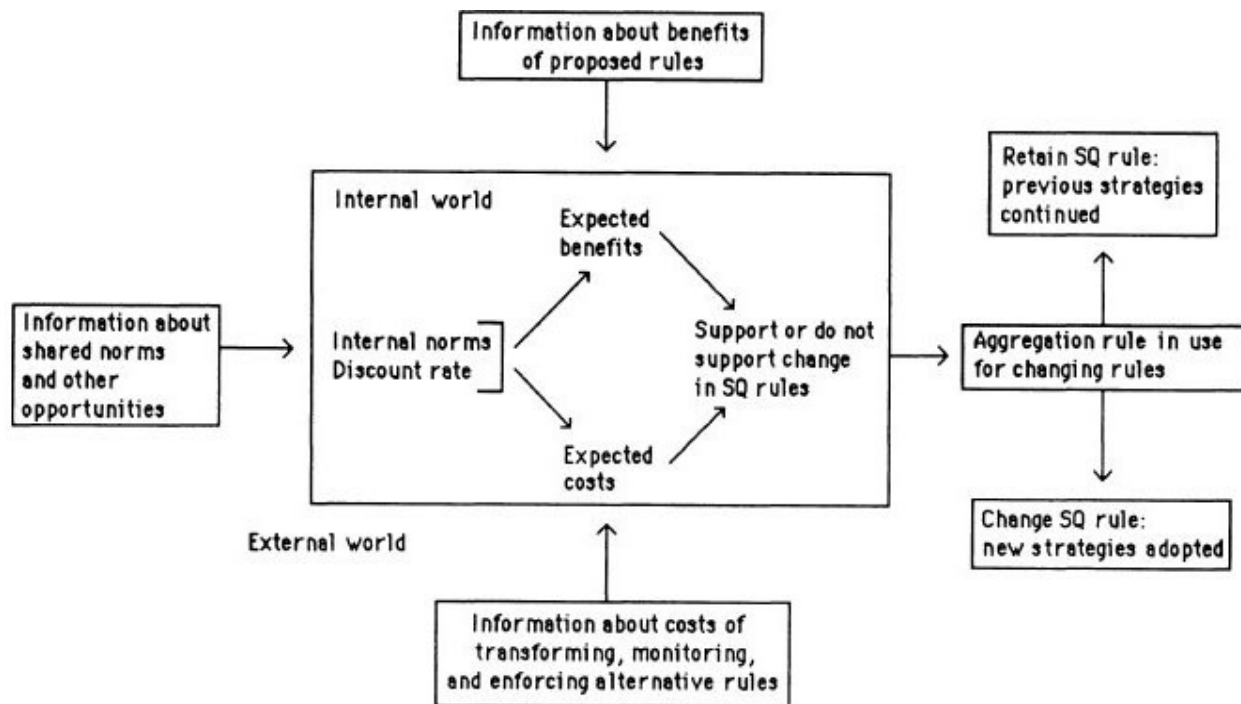 Information about benefits
of proposed rules
Retain SQ rule:
previous strategies
continued
Internal world
Expected
benefits
Information about
shared norms
and other
opportunities
Internal norms
Discount rate
Support or do not
support change
in SQ rules
Aggregation rule in use
for changing rules
Expected
costs
External world
Change SQ rule:
new strategies adopted
Information about costs of
transforming, monitoring,
and enforcing alternative rules